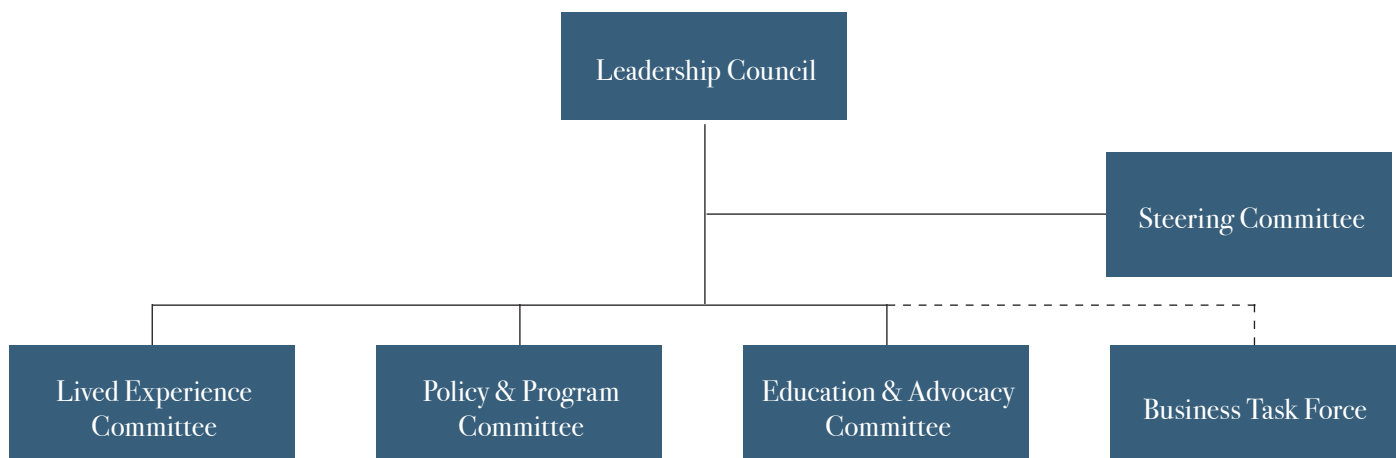 Leadership Council
Steering Committee
Lived Experience
Committee
Policy & Program
Committee
Education & Advocacy
Committee
Business Task Force